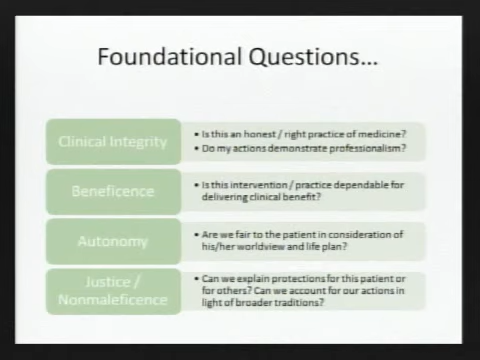 Foundational Questions...
Clinical Integrity
• Is this an honest / right practice of medicine?
• Do my actions demonstrate professionalism?
Beneficence
• Is this intervention / practice dependable for
delivering clinical benefit?
Autonomy
• Are we fair to the patient in consideration of
his/her worldview and life plan?
Justice /
Nonmaleficence
• Can we explain protections for this patient or
for others? Can we account for our actions in
light of broader traditions?